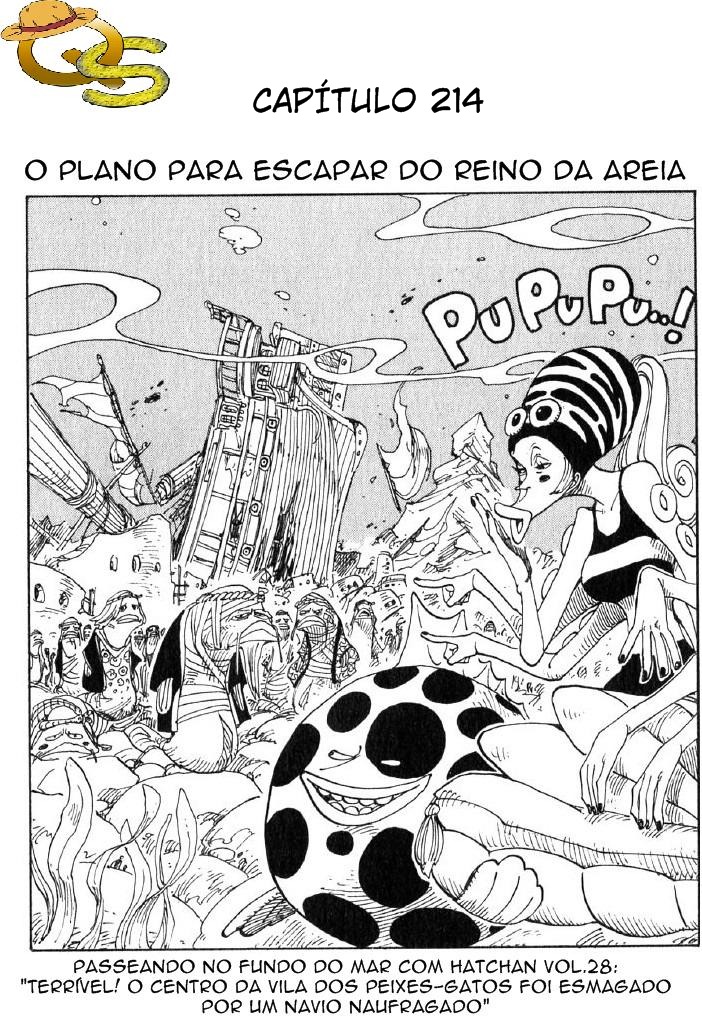 OS
CAPÍTULO 214
O PLANO PARA ESCAPAR DO REINO DA AREIA
PUPUPU...!
PASSEANDO NO FUNDO DO MAR COM HATCHAN VOL.28:
"TERRÍVEL! O CENTRO DA VILA DOS PEIXES-GATOS FOI ESMAGADO
POR UM NAVIO NAUFRAGADO"